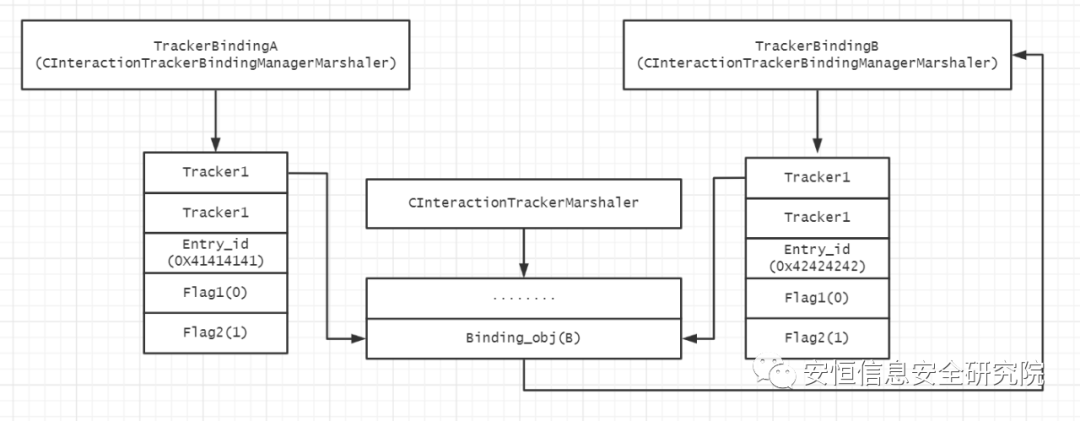 TrackerBindingA
(CInteractionTrackerBindingManagerMarshaler)
TrackerBindingB
(CInteractionTrackerBindingManagerMarshaler)
Tracker1
Tracker1
Entry_id
(0X41414141)
Flag1(0)
Flag2(1)
CInteractionTrackerMarshaler
........
Binding_obj(B)
Tracker1
Tracker1
Entry_id
(0x42424242)
Flag1(0)
Flag2(1)
安恒信息安全研究院